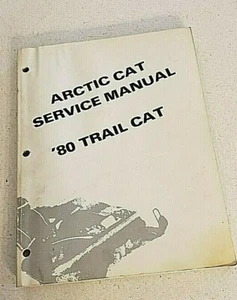 ARCTIC CAT
SERVICE MANUAL
'80 TRAIL CAT